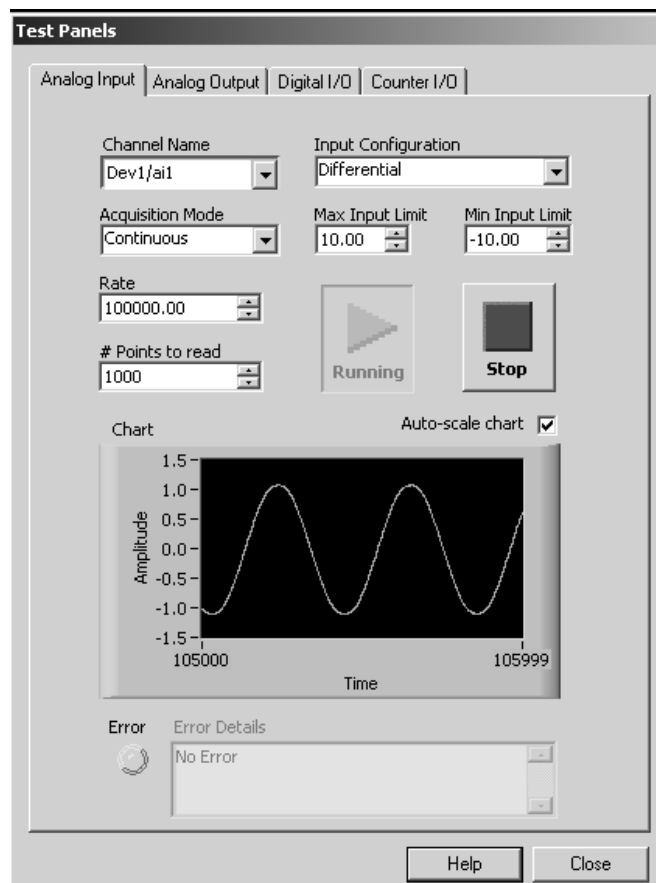 Test Panels
Analog Input Analog Output Digital I/O Counter I/O
Channel Name Input Configuration
Dev1/ai1 Differential
Acquisition Mode Max Input Limit Min Input Limit
Continuous 10.00 -10.00
Rate
100000.00
# Points to read
1000
Running Stop
Chart Auto-scale chart
1.5
1.0
0.5
0.0
-0.5
-1.0
-1.5
Amplitude
105000 105999
Time
Error Error Details
No Error
Help Close